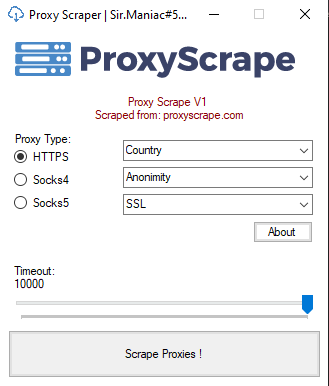 Proxy Scraper | Sir.Maniac#5...
ProxyScrape
Proxy Scrape V1
Scraped from: proxyscrape.com
Proxy Type:
HTTPS
Country
Socks4
Anonimity
Socks5
SSL
About
Timeout:
10000
Scrape Proxies !